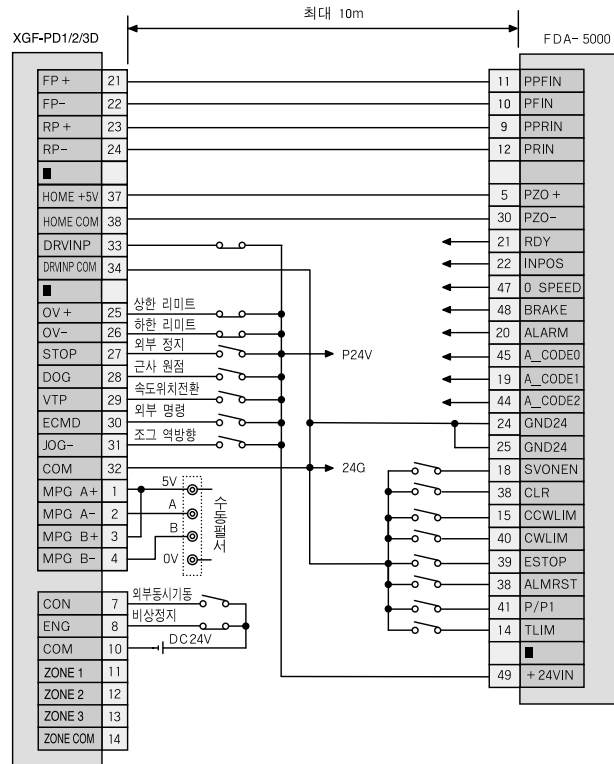 최대 10m
XGF-PD1/2/3D
FDA-5000
FP+ 21
FP- 22
RP+ 23
RP- 24
HOME +5V 37
HOME COM 38
DRVINP 33
DRVINP COM 34
OV+ 25 상한 리미트
OV- 26 하한 리미트
STOP 27 외부 정지
DOG 28 근사 원점
VTP 29 속도위치전환
ECMD 30 외부 명령
JOG- 31 조그 역방향
COM 32
MPG A+ 1 5V
MPG A- 2 A
MPG B+ 3 B
MPG B- 4 0V
수동펄서
P24V
24G
CON 7 외부동시기동
ENG 8 비상정지
COM 10 DC24V
ZONE 1 11
ZONE 2 12
ZONE 3 13
ZONE COM 14
11 PPFIN
10 PFIN
9 PPRIN
12 PRIN
5 PZO+
30 PZO-
21 RDY
22 INPOS
47 0 SPEED
48 BRAKE
20 ALARM
45 A_CODE0
19 A_CODE1
44 A_CODE2
24 GND24
25 GND24
18 SVONEN
38 CLR
15 CCWLIM
40 CWLIM
39 ESTOP
38 ALMRST
41 P/P1
14 TLIM
49 +24VIN